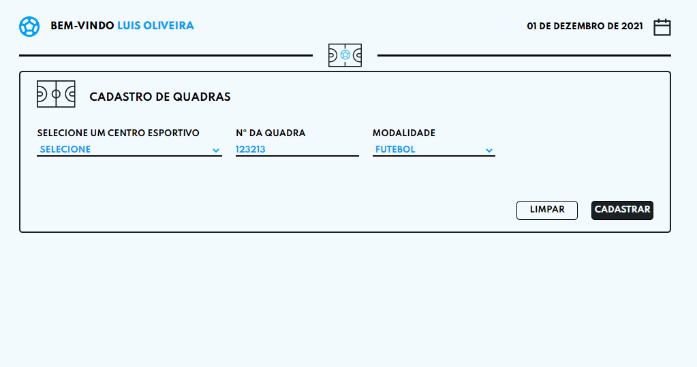 BEM-VINDO LUIS OLIVEIRA
01 DE DEZEMBRO DE 2021
CADASTRO DE QUADRAS
SELECIONE UM CENTRO ESPORTIVO
SELECIONE
Nº DA QUADRA
123213
MODALIDADE
FUTEBOL
LIMPAR
CADASTRAR